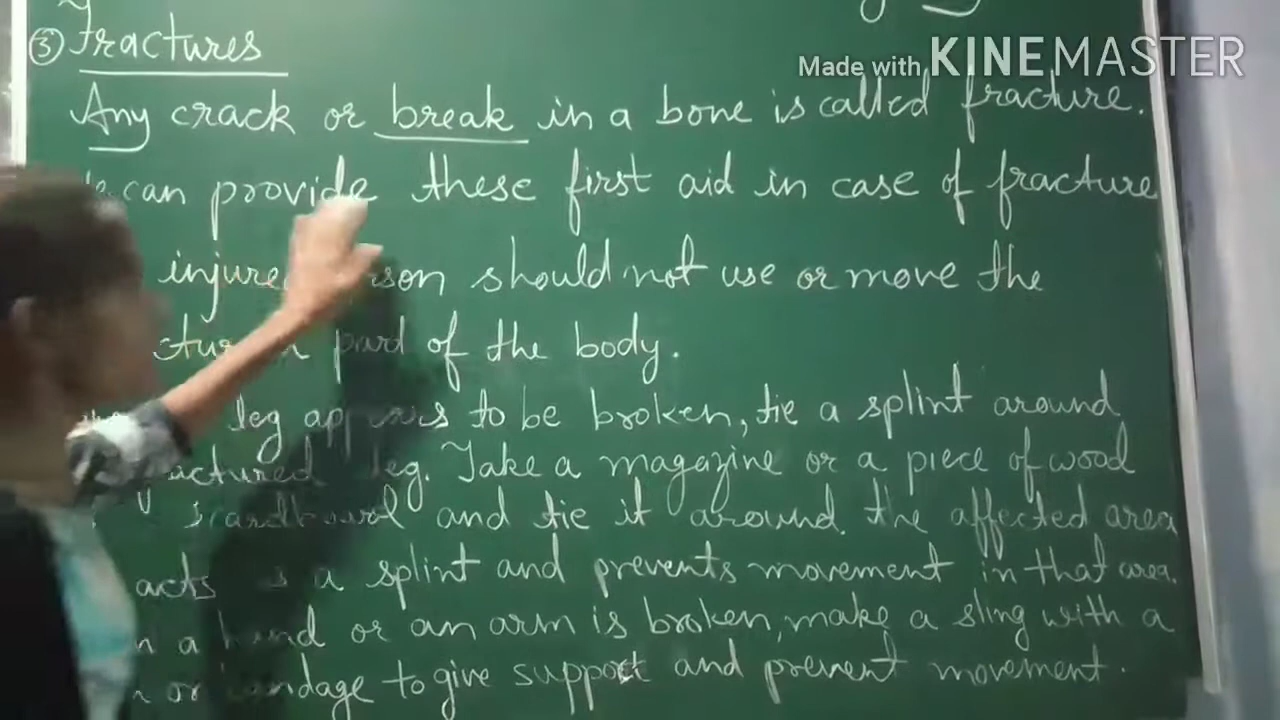 Made with KINEMASTER
③ Fractures
Any crack or break in a bone is called fracture.
can provide these first aid in case of fracture
injured person should not use or move the
part of the body.
leg appears to be broken, tie a splint around
leg. Take a magazine or a piece of wood
and tie it around the affected area
acts a splint and prevents movement in that area.
a hand or an arm is broken, make a sling with a
or bandage to give support and prevent movement.